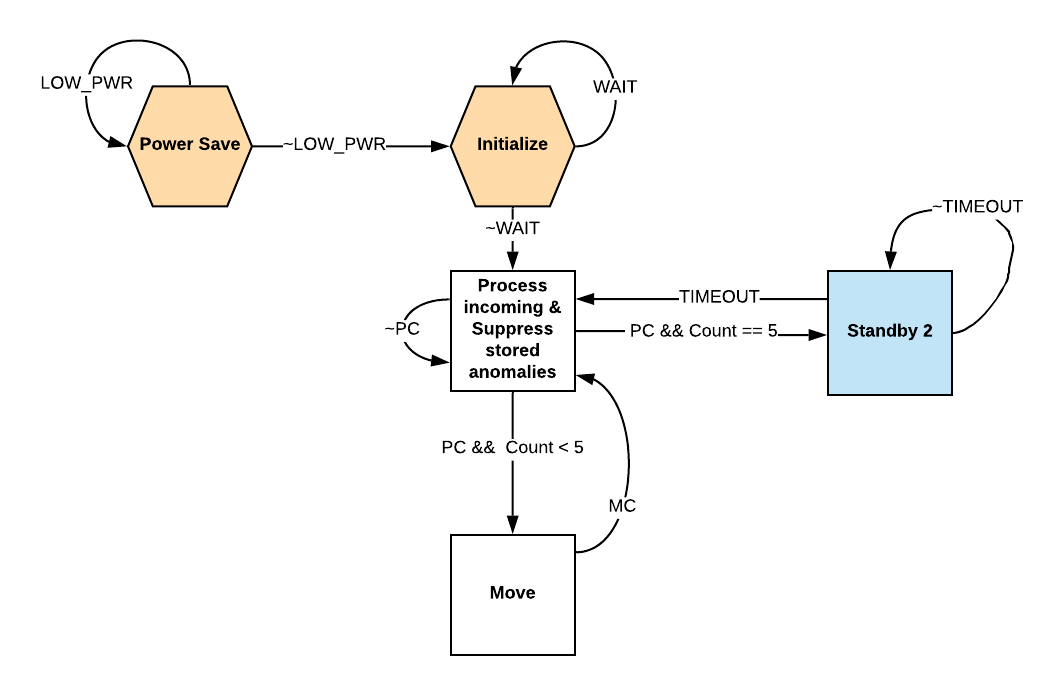 LOW_PWR
Power Save
~LOW_PWR
Initialize
WAIT
~WAIT
~TIMEOUT
Process
incoming &
Suppress
stored
anomalies
~PC
TIMEOUT
PC && Count == 5
Standby 2
PC &&  Count < 5
MC
Move